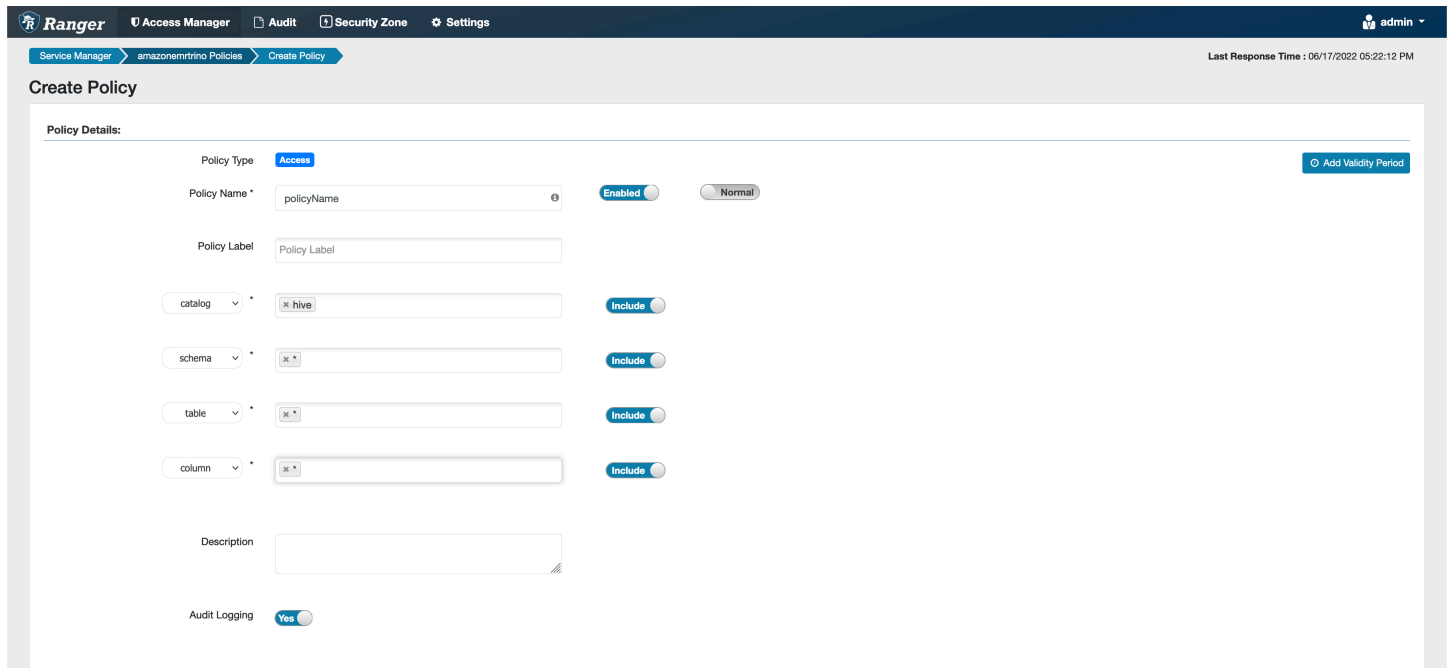 Ranger Access Manager Audit Security Zone Settings admin
Service Manager amazonemrtrino Policies Create Policy Last Response Time : 06/17/2022 05:22:12 PM
Create Policy
Policy Details:
Policy Type Access Add Validity Period
Policy Name * policyName Enabled Normal
Policy Label Policy Label
catalog * hive Include
schema * * Include
table * * Include
column * * Include
Description
Audit Logging Yes